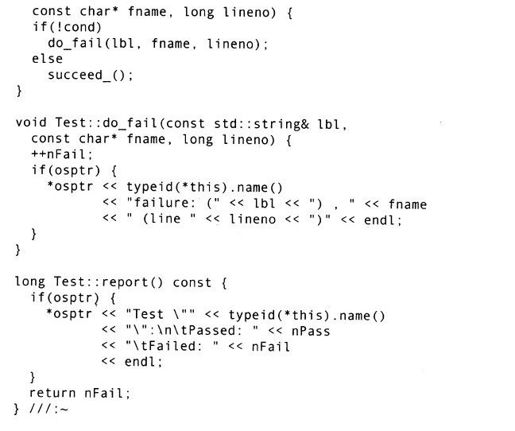 const char* fname, long lineno) {
if(!cond)
do_fail(lbl, fname, lineno);
else
succeed_();
}
void Test::do_fail(const std::string& lbl,
const char* fname, long lineno) {
++nFail;
if(osptr) {
*osptr << typeid(*this).name()
<< "failure: (" << lbl << ") , " << fname
<< " (line " << lineno << ")" << endl;
}
}
long Test::report() const {
if(osptr) {
*osptr << "Test \"" << typeid(*this).name()
<< "\":\n\tPassed: " << nPass
<< "\tFailed: " << nFail
<< endl;
}
return nFail;
} ///:~